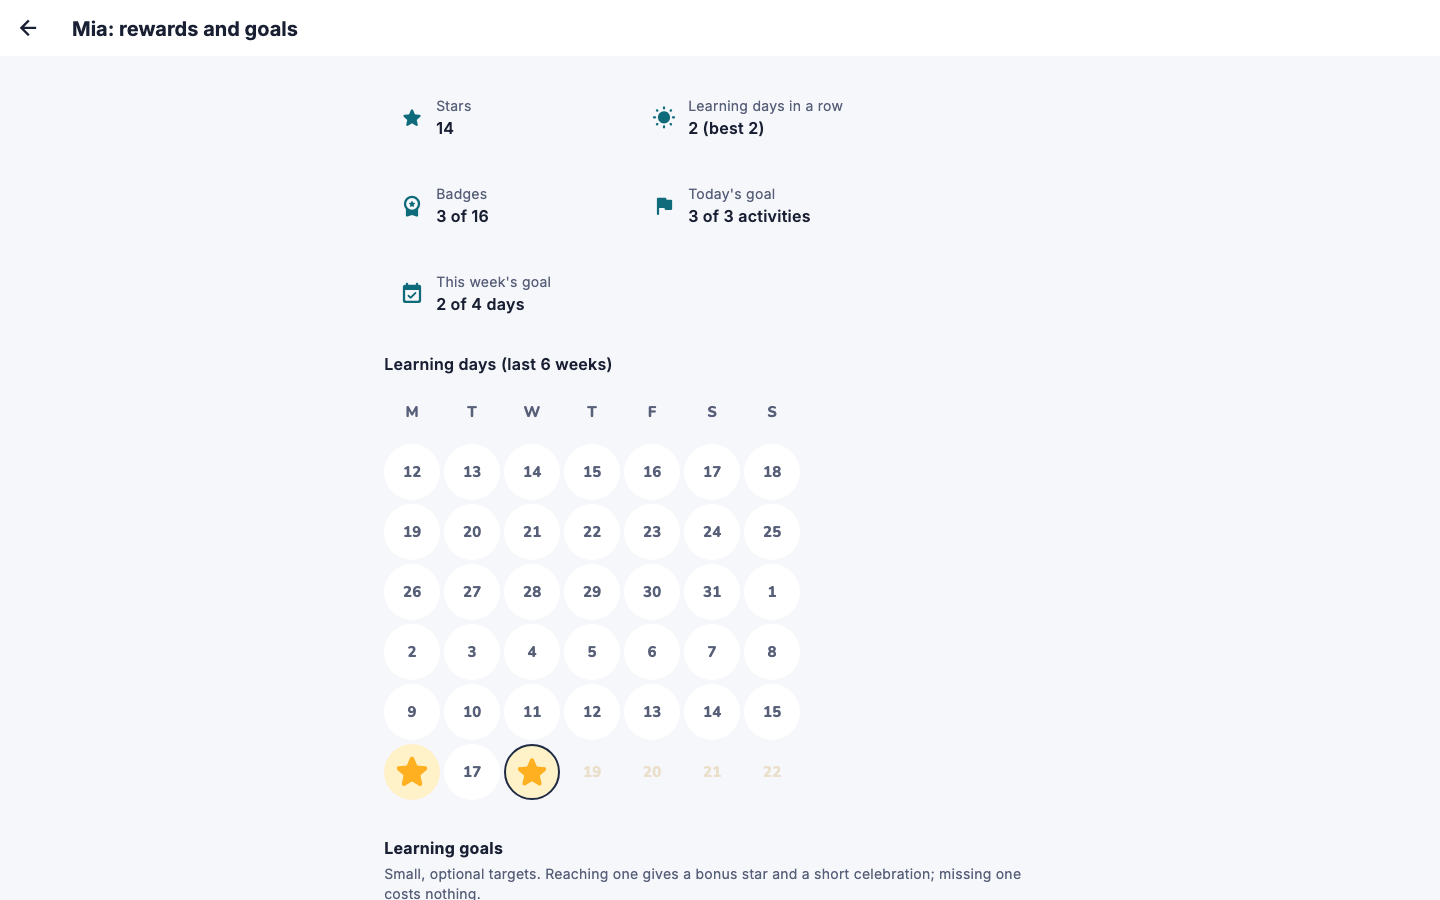 Mia: rewards and goals
Stars
14
Learning days in a row
2 (best 2)
Badges
3 of 16
Today's goal
3 of 3 activities
This week's goal
2 of 4 days
Learning days (last 6 weeks)
M T W T F S S
12 13 14 15 16 17 18
19 20 21 22 23 24 25
26 27 28 29 30 31 1
2 3 4 5 6 7 8
9 10 11 12 13 14 15
17 19 20 21 22
Learning goals
Small, optional targets. Reaching one gives a bonus star and a short celebration; missing one
costs nothing.